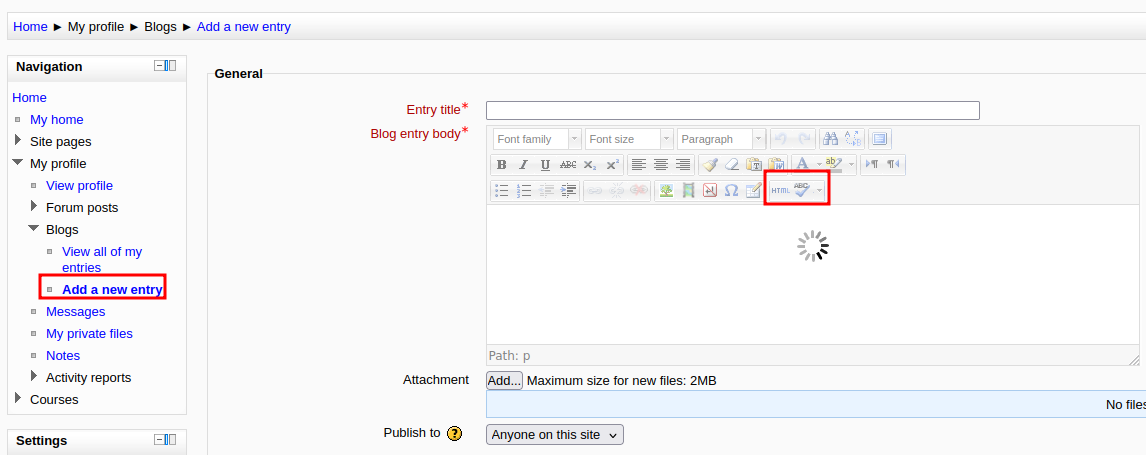 Home ► My profile ► Blogs ► Add a new entry
Navigation
Home
My home
Site pages
My profile
View profile
Forum posts
Blogs
View all of my
entries
Add a new entry
Messages
My private files
Notes
Activity reports
Courses
Settings
General
Entry title*
Blog entry body*
Font family Font size Paragraph
B I U ABC x₂ x² A ab ¶ ¶
Ω HTML ABC
Path: p
Attachment Add... Maximum size for new files: 2MB
No files
Publish to ? Anyone on this site